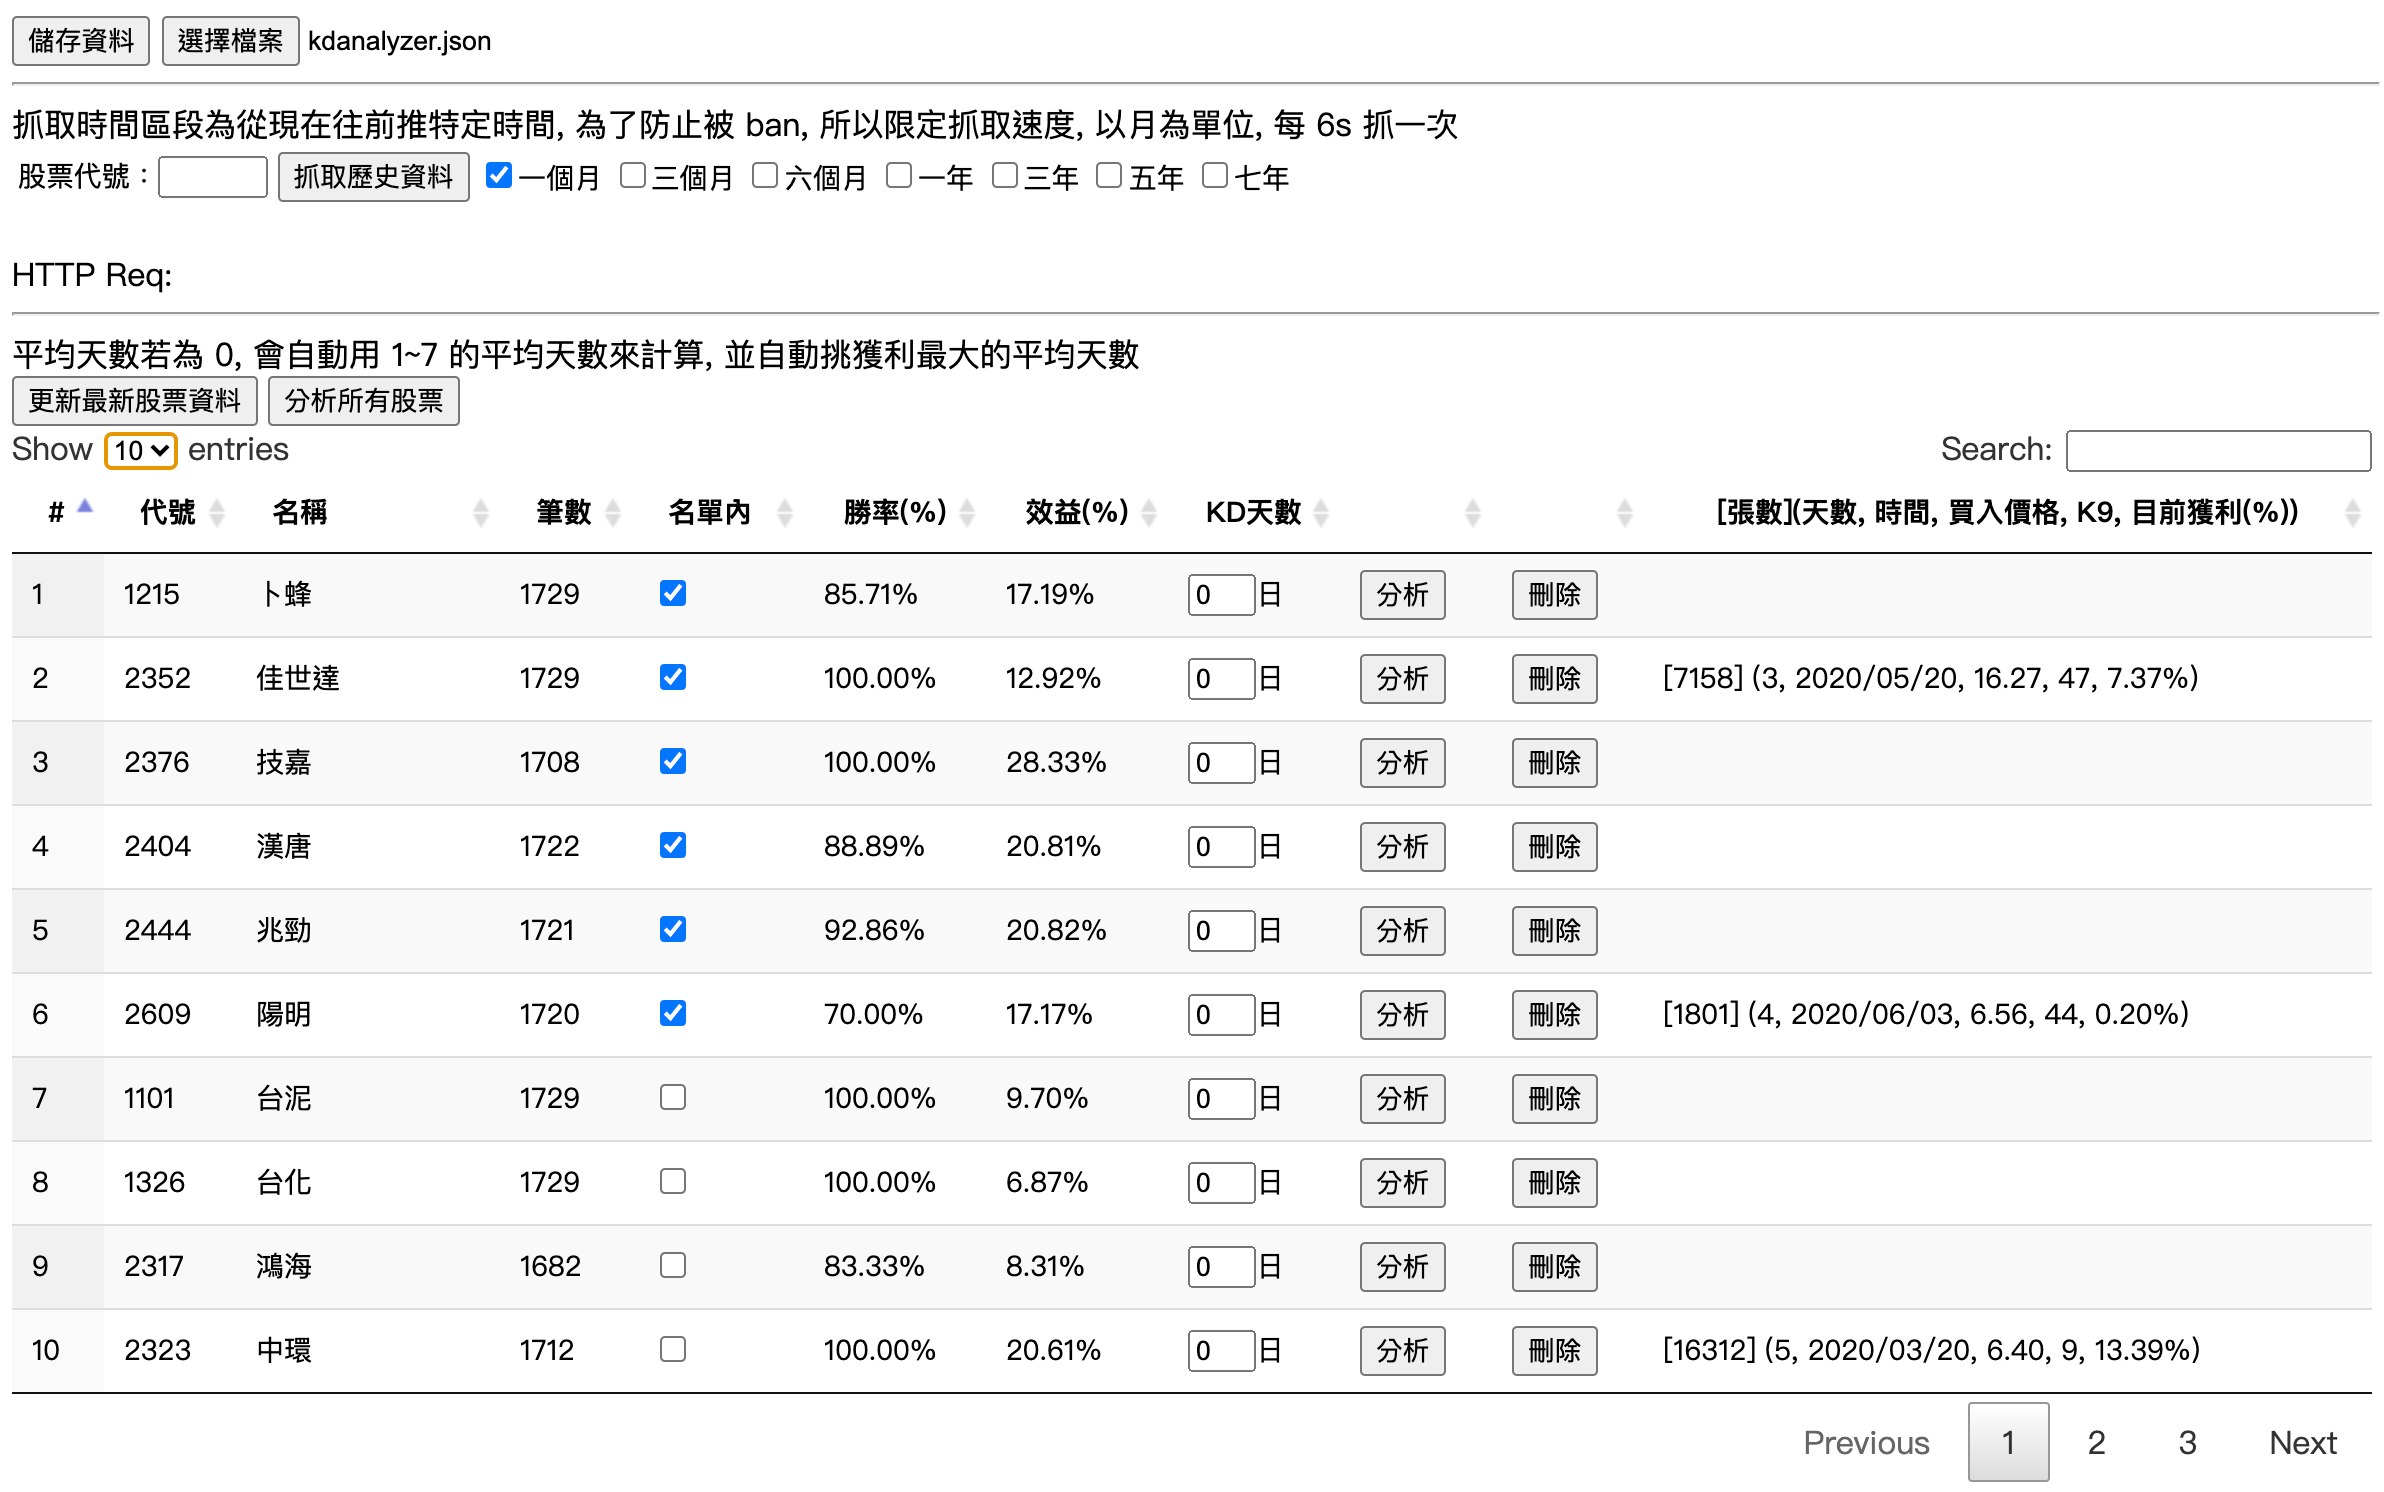 儲存資料 選擇檔案 kdanalyzer.json
抓取時間區段為從現在往前推特定時間, 為了防止被 ban, 所以限定抓取速度, 以月為單位, 每 6s 抓一次
股票代號： 抓取歷史資料 一個月 三個月 六個月 一年 三年 五年 七年
HTTP Req:
平均天數若為 0, 會自動用 1~7 的平均天數來計算, 並自動挑獲利最大的平均天數
更新最新股票資料 分析所有股票
Show 10 entries Search:
# 代號 名稱 筆數 名單內 勝率(%) 效益(%) KD天數 [張數](天數, 時間, 買入價格, K9, 目前獲利(%))
1 1215 卜蜂 1729 85.71% 17.19% 0 日 分析 刪除
2 2352 佳世達 1729 100.00% 12.92% 0 日 分析 刪除 [7158] (3, 2020/05/20, 16.27, 47, 7.37%)
3 2376 技嘉 1708 100.00% 28.33% 0 日 分析 刪除
4 2404 漢唐 1722 88.89% 20.81% 0 日 分析 刪除
5 2444 兆勁 1721 92.86% 20.82% 0 日 分析 刪除
6 2609 陽明 1720 70.00% 17.17% 0 日 分析 刪除 [1801] (4, 2020/06/03, 6.56, 44, 0.20%)
7 1101 台泥 1729 100.00% 9.70% 0 日 分析 刪除
8 1326 台化 1729 100.00% 6.87% 0 日 分析 刪除
9 2317 鴻海 1682 83.33% 8.31% 0 日 分析 刪除
10 2323 中環 1712 100.00% 20.61% 0 日 分析 刪除 [16312] (5, 2020/03/20, 6.40, 9, 13.39%)
Previous 1 2 3 Next